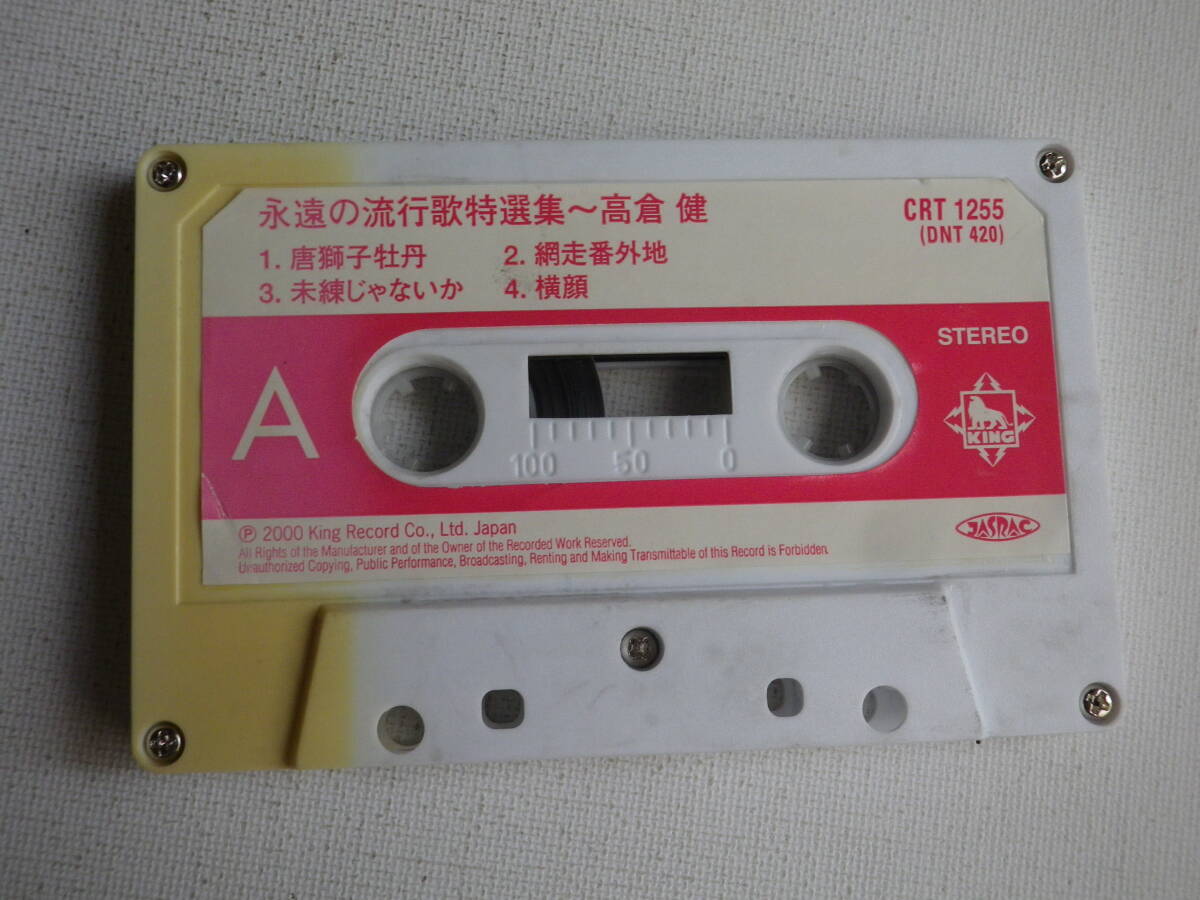 永遠の流行歌特選集～高倉 健
CRT 1255
(DNT 420)
1. 唐獅子牡丹 2. 網走番外地
3. 未練じゃないか 4. 横顔
STEREO
A
KING
100 50 0
Ⓟ 2000 King Record Co., Ltd. Japan
All Rights of the Manufacturer and of the Owner of the Recorded Work Reserved.
Unauthorized Copying, Public Performance, Broadcasting, Renting and Making Transmittable of this Record is Forbidden.
JASRAC